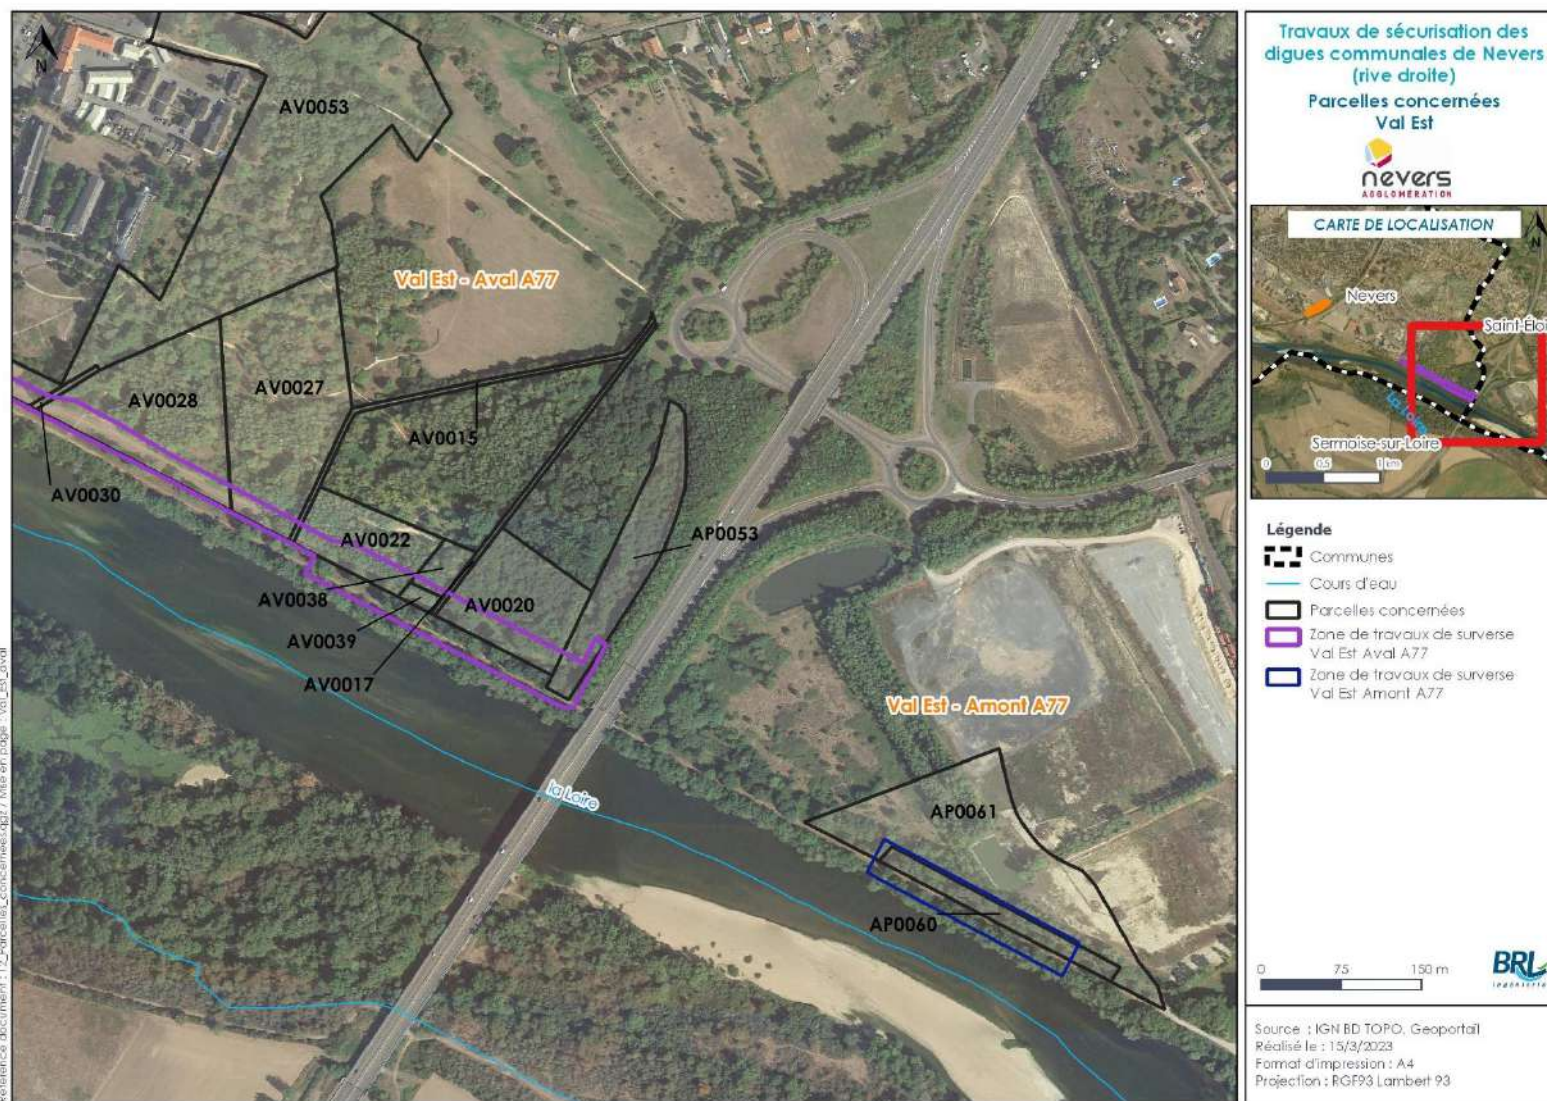 N
AV0053
Val Est - Aval A77
AV0028
AV0027
AV0015
AV0030
AV0022
AP0053
AV0038
AV0020
AV0039
AV0017
Val Est - Amont A77
la Loire
AP0061
AP0060
Travaux de sécurisation des
digues communales de Nevers
(rive droite)
Parcelles concernées
Val Est
nevers
AGGLOMÉRATION
CARTE DE LOCALISATION
N
Nevers
Saint-Éloi
La Loire
Sermoise-sur-Loire
0 0,5 1 km
Légende
Communes
Cours d'eau
Parcelles concernées
Zone de travaux de surverse
Val Est Aval A77
Zone de travaux de surverse
Val Est Amont A77
0 75 150 m
BRL
Ingénierie
Source : IGN BD TOPO, Geoportail
Réalisé le : 15/3/2023
Format d'impression : A4
Projection : RGF93 Lambert 93